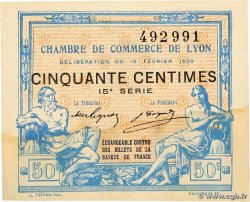 492991
CHAMBRE DE COMMERCE DE LYON
DÉLIBÉRATION DU 19 FÉVRIER 1920
CINQUANTE CENTIMES
15e SÉRIE
Le Trésorier
Le Président
ÉCHANGEABLE CONTRE
DES BILLETS DE LA
BANQUE DE FRANCE
50c
50c